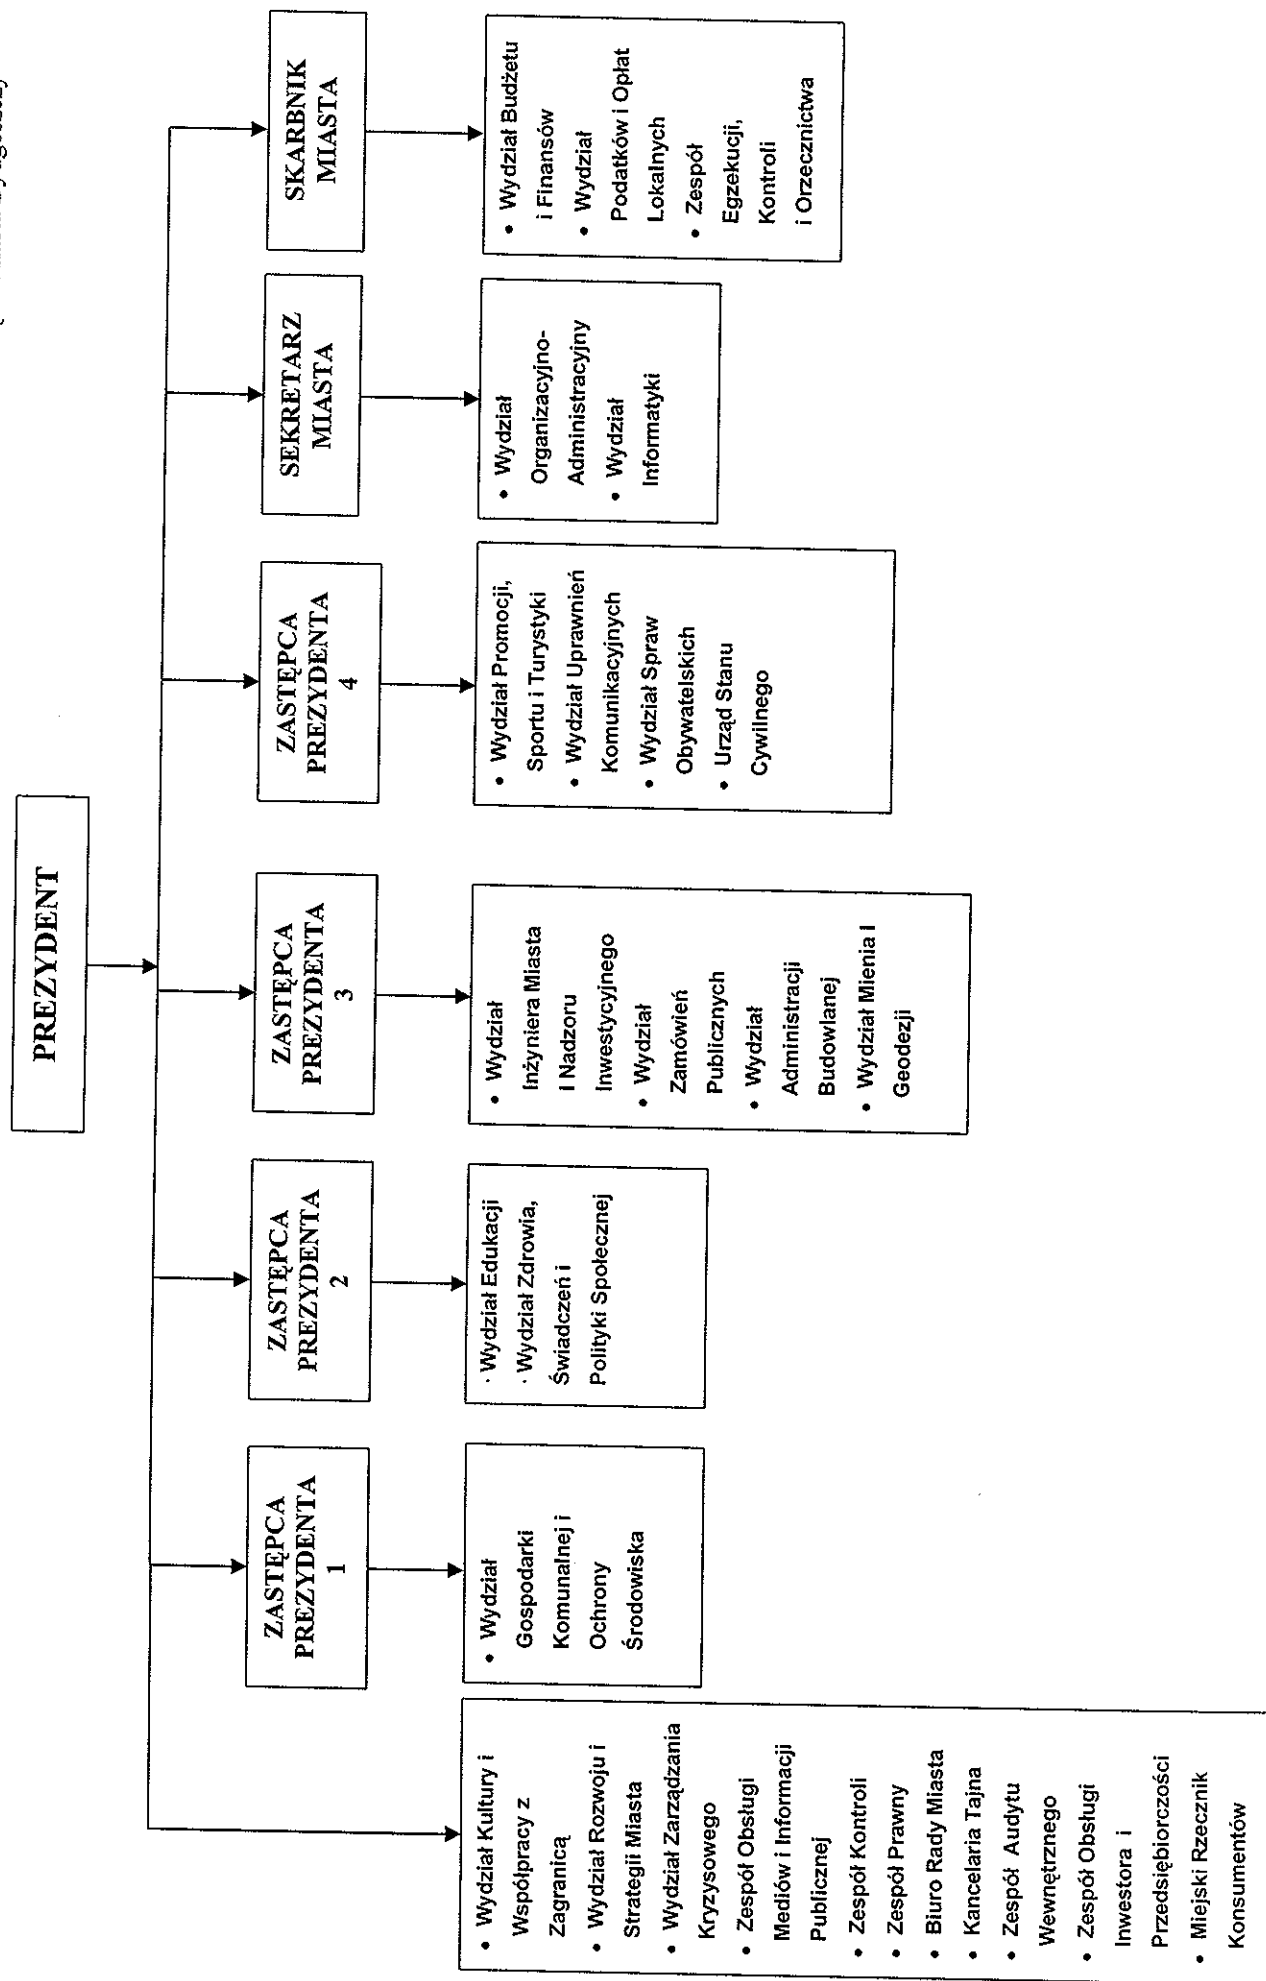 PREZYDENT
ZASTĘPCA
PREZYDENTA
1
ZASTĘPCA
PREZYDENTA
2
ZASTĘPCA
PREZYDENTA
3
ZASTĘPCA
PREZYDENTA
4
SEKRETARZ
MIASTA
SKARBNIK
MIASTA
• Wydział Kultury i
Współpracy z
Zagranicą
• Wydział Rozwoju i
Strategii Miasta
• Wydział Zarządzania
Kryzysowego
• Zespół Obsługi
Mediów i Informacji
Publicznej
• Zespół Kontroli
• Zespół Prawny
• Biuro Rady Miasta
• Kancelaria Tajna
• Zespół Audytu
Wewnętrznego
• Zespół Obsługi
Inwestora i
Przedsiębiorczości
• Miejski Rzecznik
Konsumentów
• Wydział
Gospodarki
Komunalnej i
Ochrony
Środowiska
· Wydział Edukacji
· Wydział Zdrowia,
Świadczeń i
Polityki Społecznej
• Wydział
Inżyniera Miasta
i Nadzoru
Inwestycyjnego
• Wydział
Zamówień
Publicznych
• Wydział
Administracji
Budowlanej
• Wydział Mienia I
Geodezji
• Wydział Promocji,
Sportu i Turystyki
• Wydział Uprawnień
Komunikacyjnych
• Wydział Spraw
Obywatelskich
• Urząd Stanu
Cywilnego
• Wydział
Organizacyjno-
Administracyjny
• Wydział
Informatyki
• Wydział Budżetu
i Finansów
• Wydział
Podatków i Opłat
Lokalnych
• Zespół
Egzekucji,
Kontroli
i Orzecznictwa